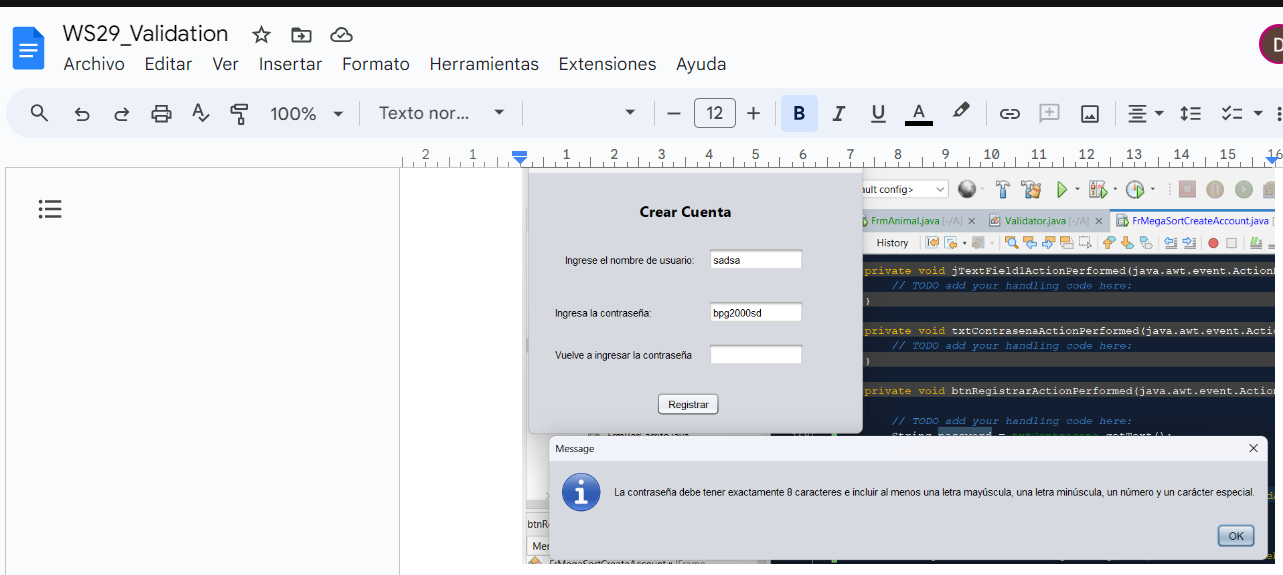 WS29_Validation
D
Archivo Editar Ver Insertar Formato Herramientas Extensiones Ayuda
100% Texto nor... 12 B I U A
2 1 1 2 3 4 5 6 7 8 9 10 11 12 13 14 15 16
Crear Cuenta
Ingrese el nombre de usuario: sadsa
Ingresa la contraseña: bpg2000sd
Vuelve a ingresar la contraseña
Registrar
ult config>
FrmAnimal.java [-/A] Validator.java [-/A] FrMegaSortCreateAccount.java
History
private void jTextField1ActionPerformed(java.awt.event.Action
// TODO add your handling code here:
}
private void txtContrasenaActionPerformed(java.awt.event.Actio
// TODO add your handling code here:
}
private void btnRegistrarActionPerformed(java.awt.event.Action
// TODO add your handling code here:
String password = txtContrasena.getText();
Message
La contraseña debe tener exactamente 8 caracteres e incluir al menos una letra mayúscula, una letra minúscula, un número y un carácter especial.
OK
btnR
Mer
FrMegaSortCreateAccount :: JFrame